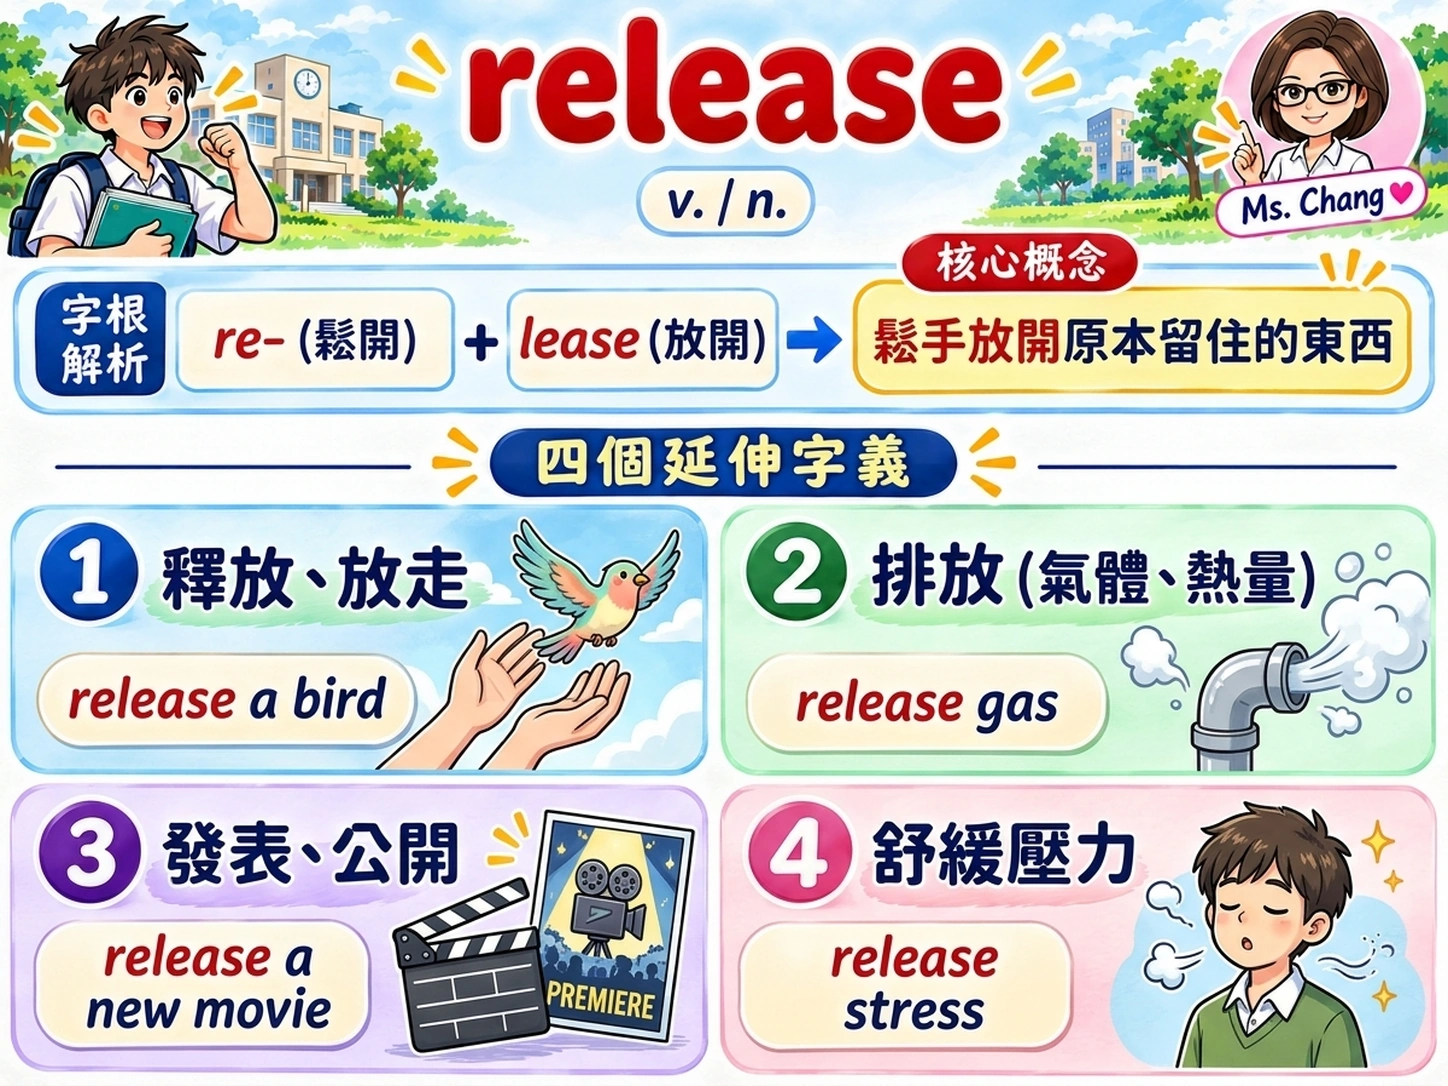 release
v. / n.
Ms. Chang
核心概念
字根
解析
re- (鬆開)
+
lease (放開)
鬆手放開原本留住的東西
四個延伸字義
1
釋放、放走
release a bird
2
排放 (氣體、熱量)
release gas
3
發表、公開
release a
new movie
PREMIERE
4
舒緩壓力
release
stress